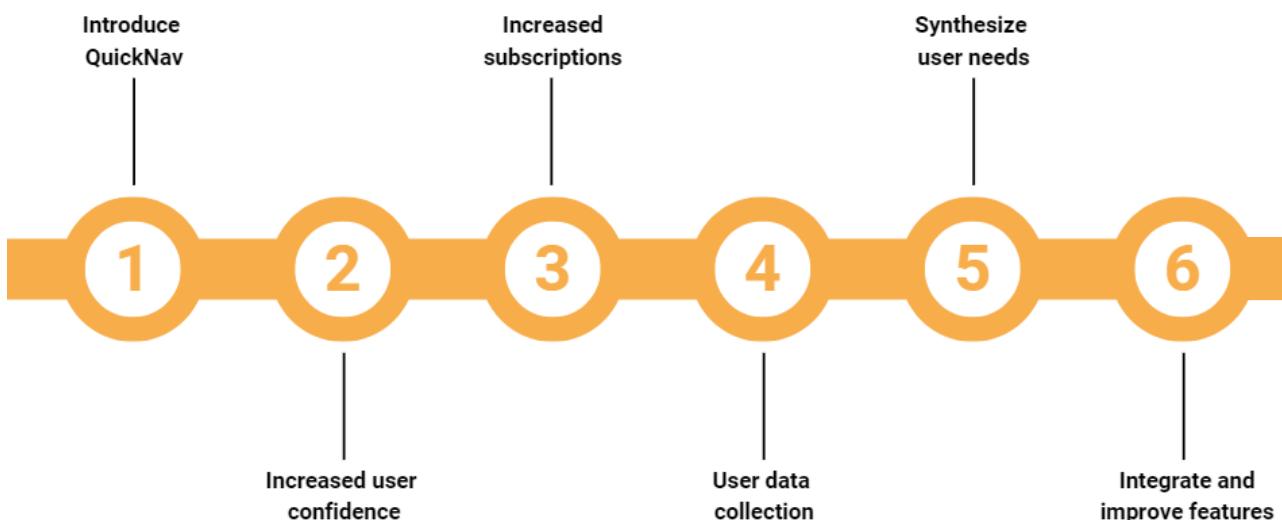 Introduce
QuickNav
Increased
subscriptions
Synthesize
user needs
1
2
3
4
5
6
Increased user
confidence
User data
collection
Integrate and
improve features